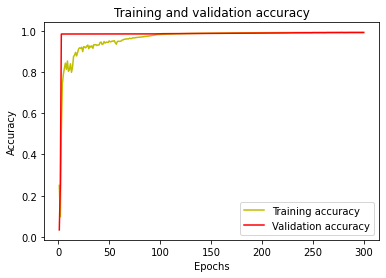 Training and validation accuracy
Accuracy
1.0
0.8
0.6
0.4
0.2
0.0
Training accuracy
Validation accuracy
0 50 100 150 200 250 300
Epochs